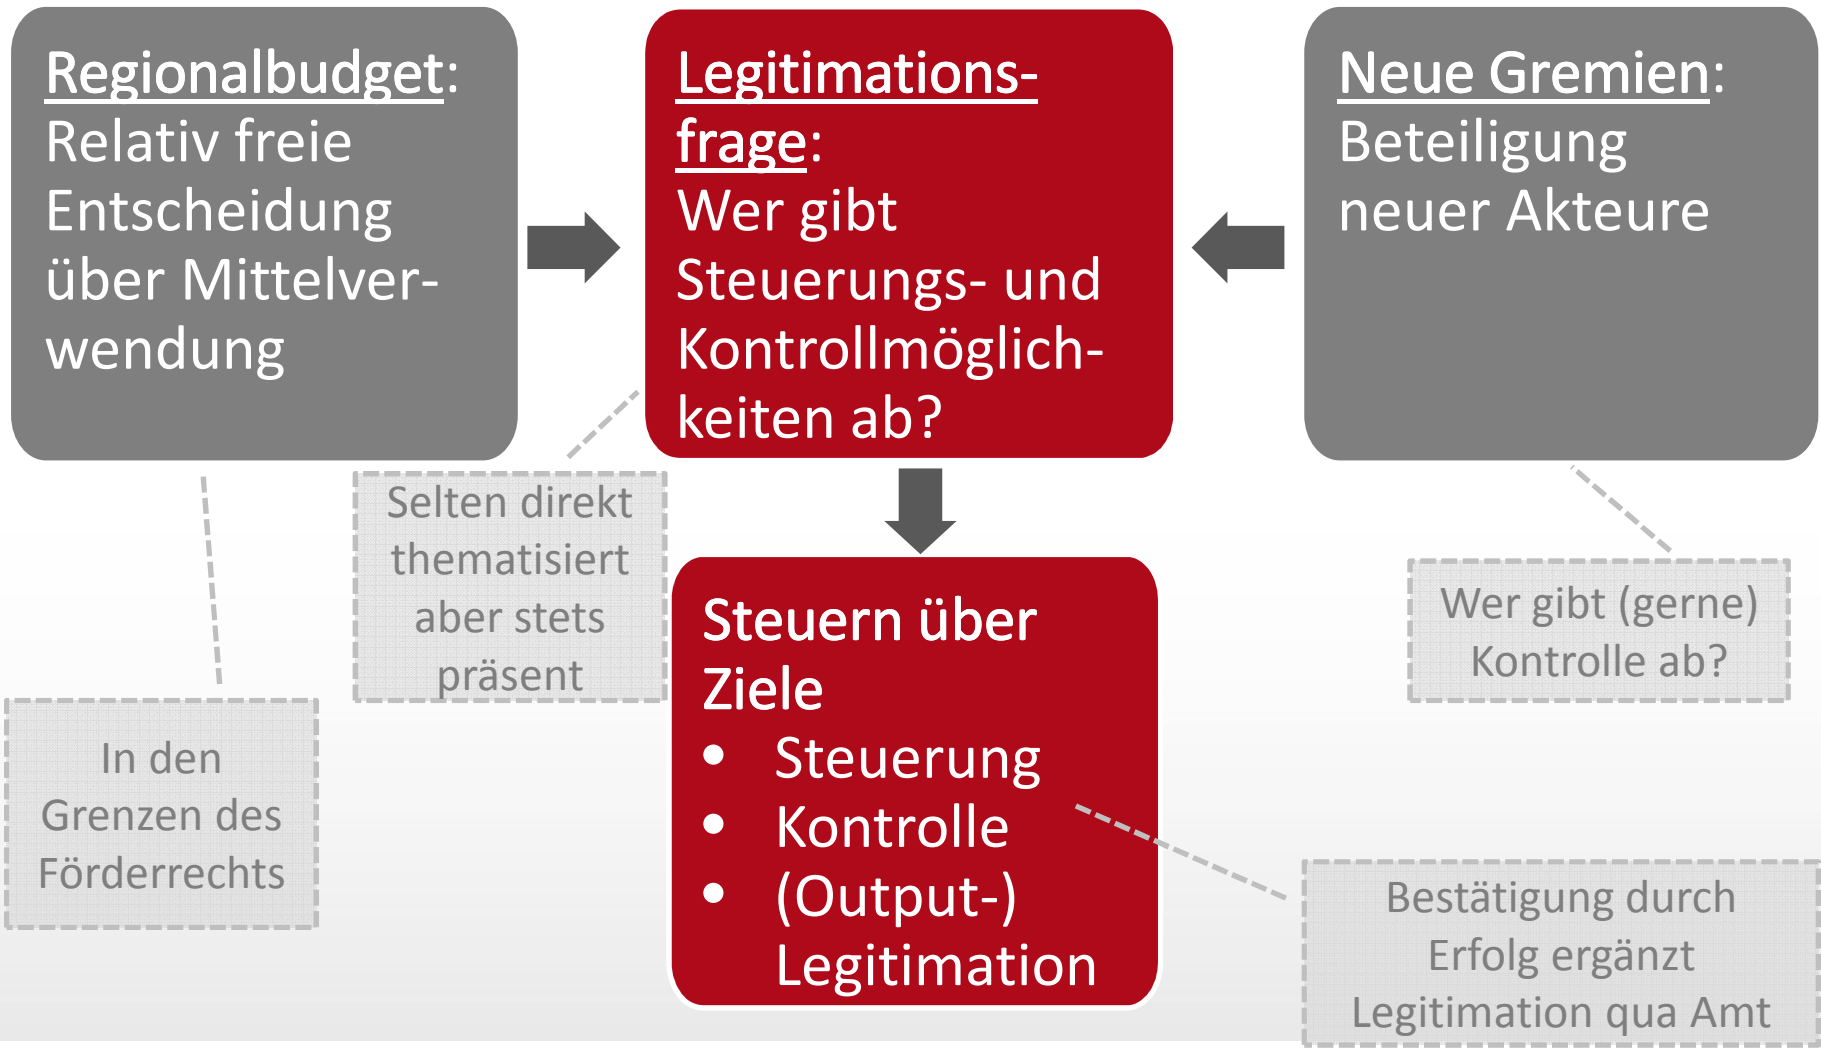 Regionalbudget:
Relativ freie
Entscheidung
über Mittelver-
wendung
Legitimations-
frage:
Wer gibt
Steuerungs- und
Kontrollmöglich-
keiten ab?
Neue Gremien:
Beteiligung
neuer Akteure
Selten direkt
thematisiert
aber stets
präsent
Wer gibt (gerne)
Kontrolle ab?
In den
Grenzen des
Förderrechts
Steuern über
Ziele
• Steuerung
• Kontrolle
• (Output-)
Legitimation
Bestätigung durch
Erfolg ergänzt
Legitimation qua Amt